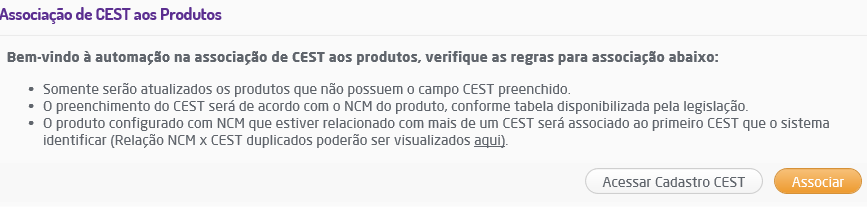 Associação de CEST aos Produtos
Bem-vindo à automação na associação de CEST aos produtos, verifique as regras para associação abaixo:
• Somente serão atualizados os produtos que não possuem o campo CEST preenchido.
• O preenchimento do CEST será de acordo com o NCM do produto, conforme tabela disponibilizada pela legislação.
• O produto configurado com NCM que estiver relacionado com mais de um CEST será associado ao primeiro CEST que o sistema
identificar (Relação NCM x CEST duplicados poderão ser visualizados aqui).
Acessar Cadastro CEST
Associar